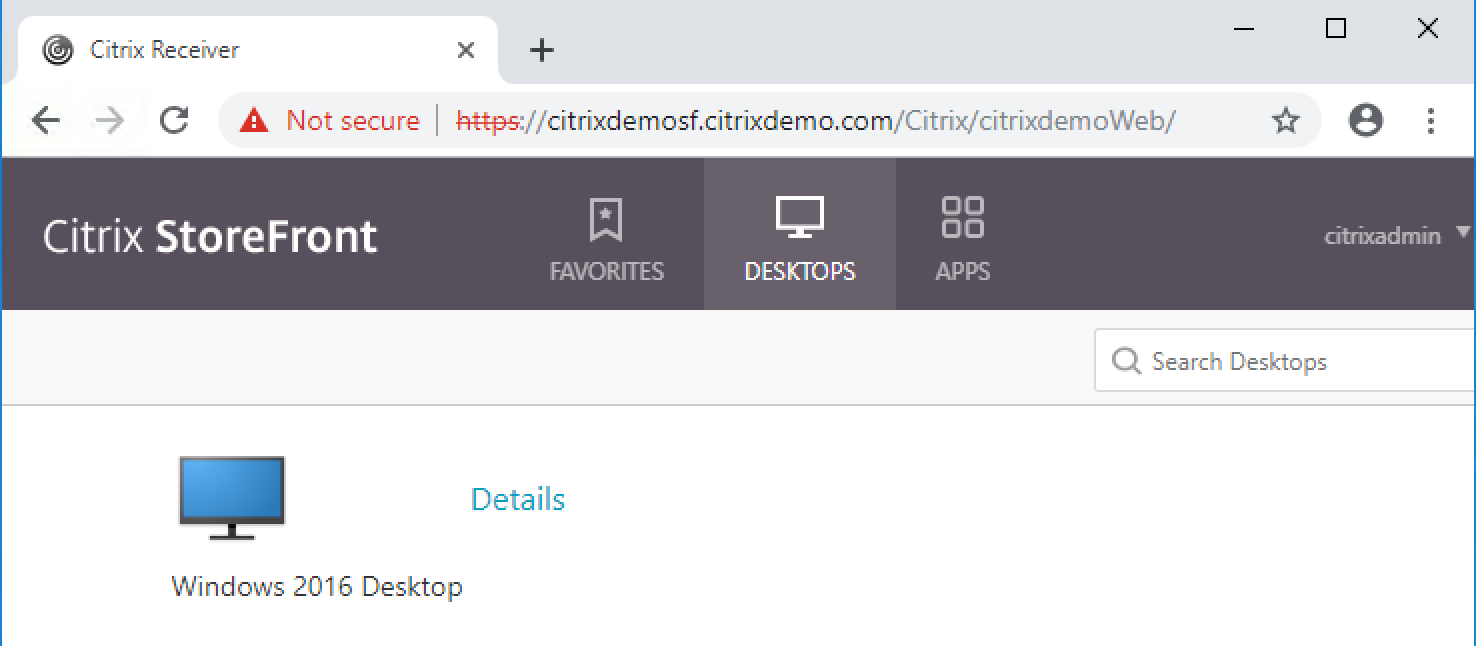 Citrix Receiver
Not secure | https://citrixdemosf.citrixdemo.com/Citrix/citrixdemoWeb/
Citrix StoreFront
FAVORITES
DESKTOPS
APPS
citrixadmin
Search Desktops
Details
Windows 2016 Desktop